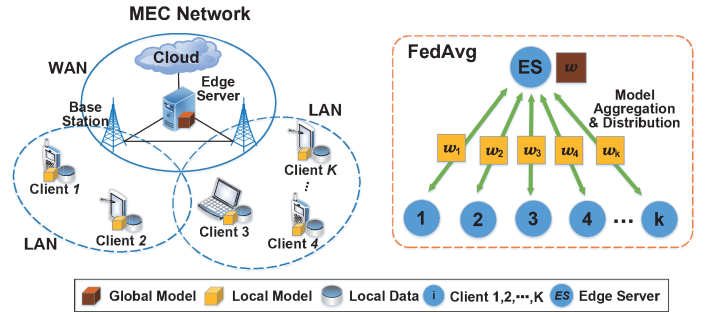 MEC Network
Cloud
WAN
Edge
Server
Base
Station
LAN
Client 1
Client 2
LAN
Client 3
Client K
⋮
Client 4
FedAvg
ES
w
Model
Aggregation
& Distribution
w1 w2 w3 w4 wk
1 2 3 4 ··· k
Global Model Local Model Local Data i Client 1,2,···,K ES Edge Server